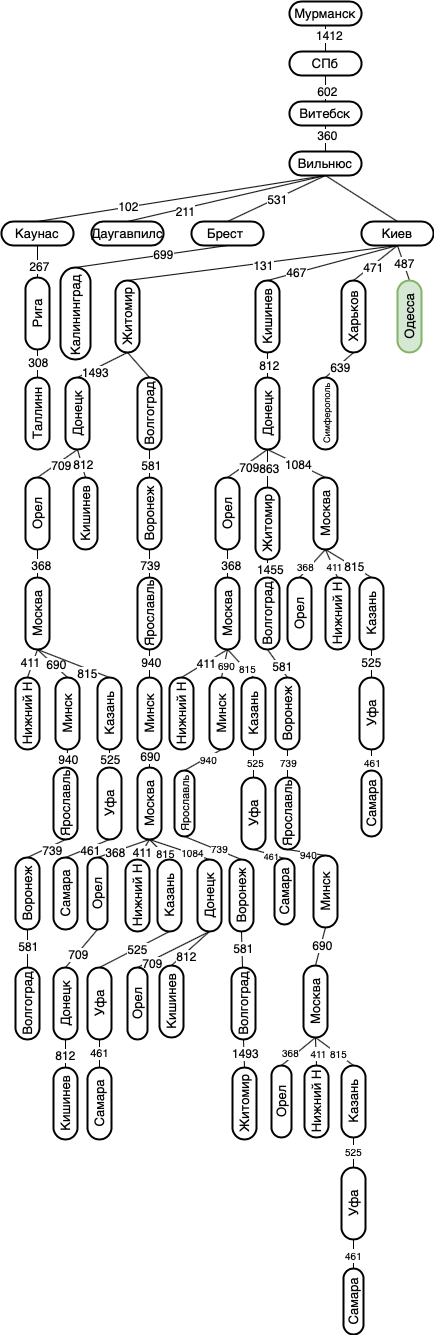 Мурманск
1412
СПб
602
Витебск
360
Вильнюс
102
211
531
Каунас
Даугавпилс
Брест
Киев
267
699
131
467
471
487
Рига
Калининград
Житомир
Кишинев
Харьков
Одесса
308
1493
812
639
Таллинн
Донецк
Волгоград
Донецк
Симферополь
709
812
581
709
863
1084
Орел
Кишинев
Воронеж
Орел
Житомир
Москва
368
739
368
1455
368
411
815
Москва
Ярославль
Москва
Волгоград
Орел
Нижний Н
Казань
411
690
815
940
411
690
815
581
525
Нижний Н
Минск
Казань
Минск
Нижний Н
Минск
Казань
Воронеж
Уфа
940
525
690
940
525
739
461
Ярославль
Уфа
Москва
Ярославль
Уфа
Ярославль
Самара
739
461
368
411
815
1084
739
461
940
Воронеж
Самара
Орел
Нижний Н
Казань
Донецк
Воронеж
Самара
Минск
581
709
525
709
812
581
690
Волгоград
Донецк
Уфа
Орел
Кишинев
Волгоград
Москва
812
461
1493
368
411
815
Кишинев
Самара
Житомир
Орел
Нижний Н
Казань
525
Уфа
461
Самара